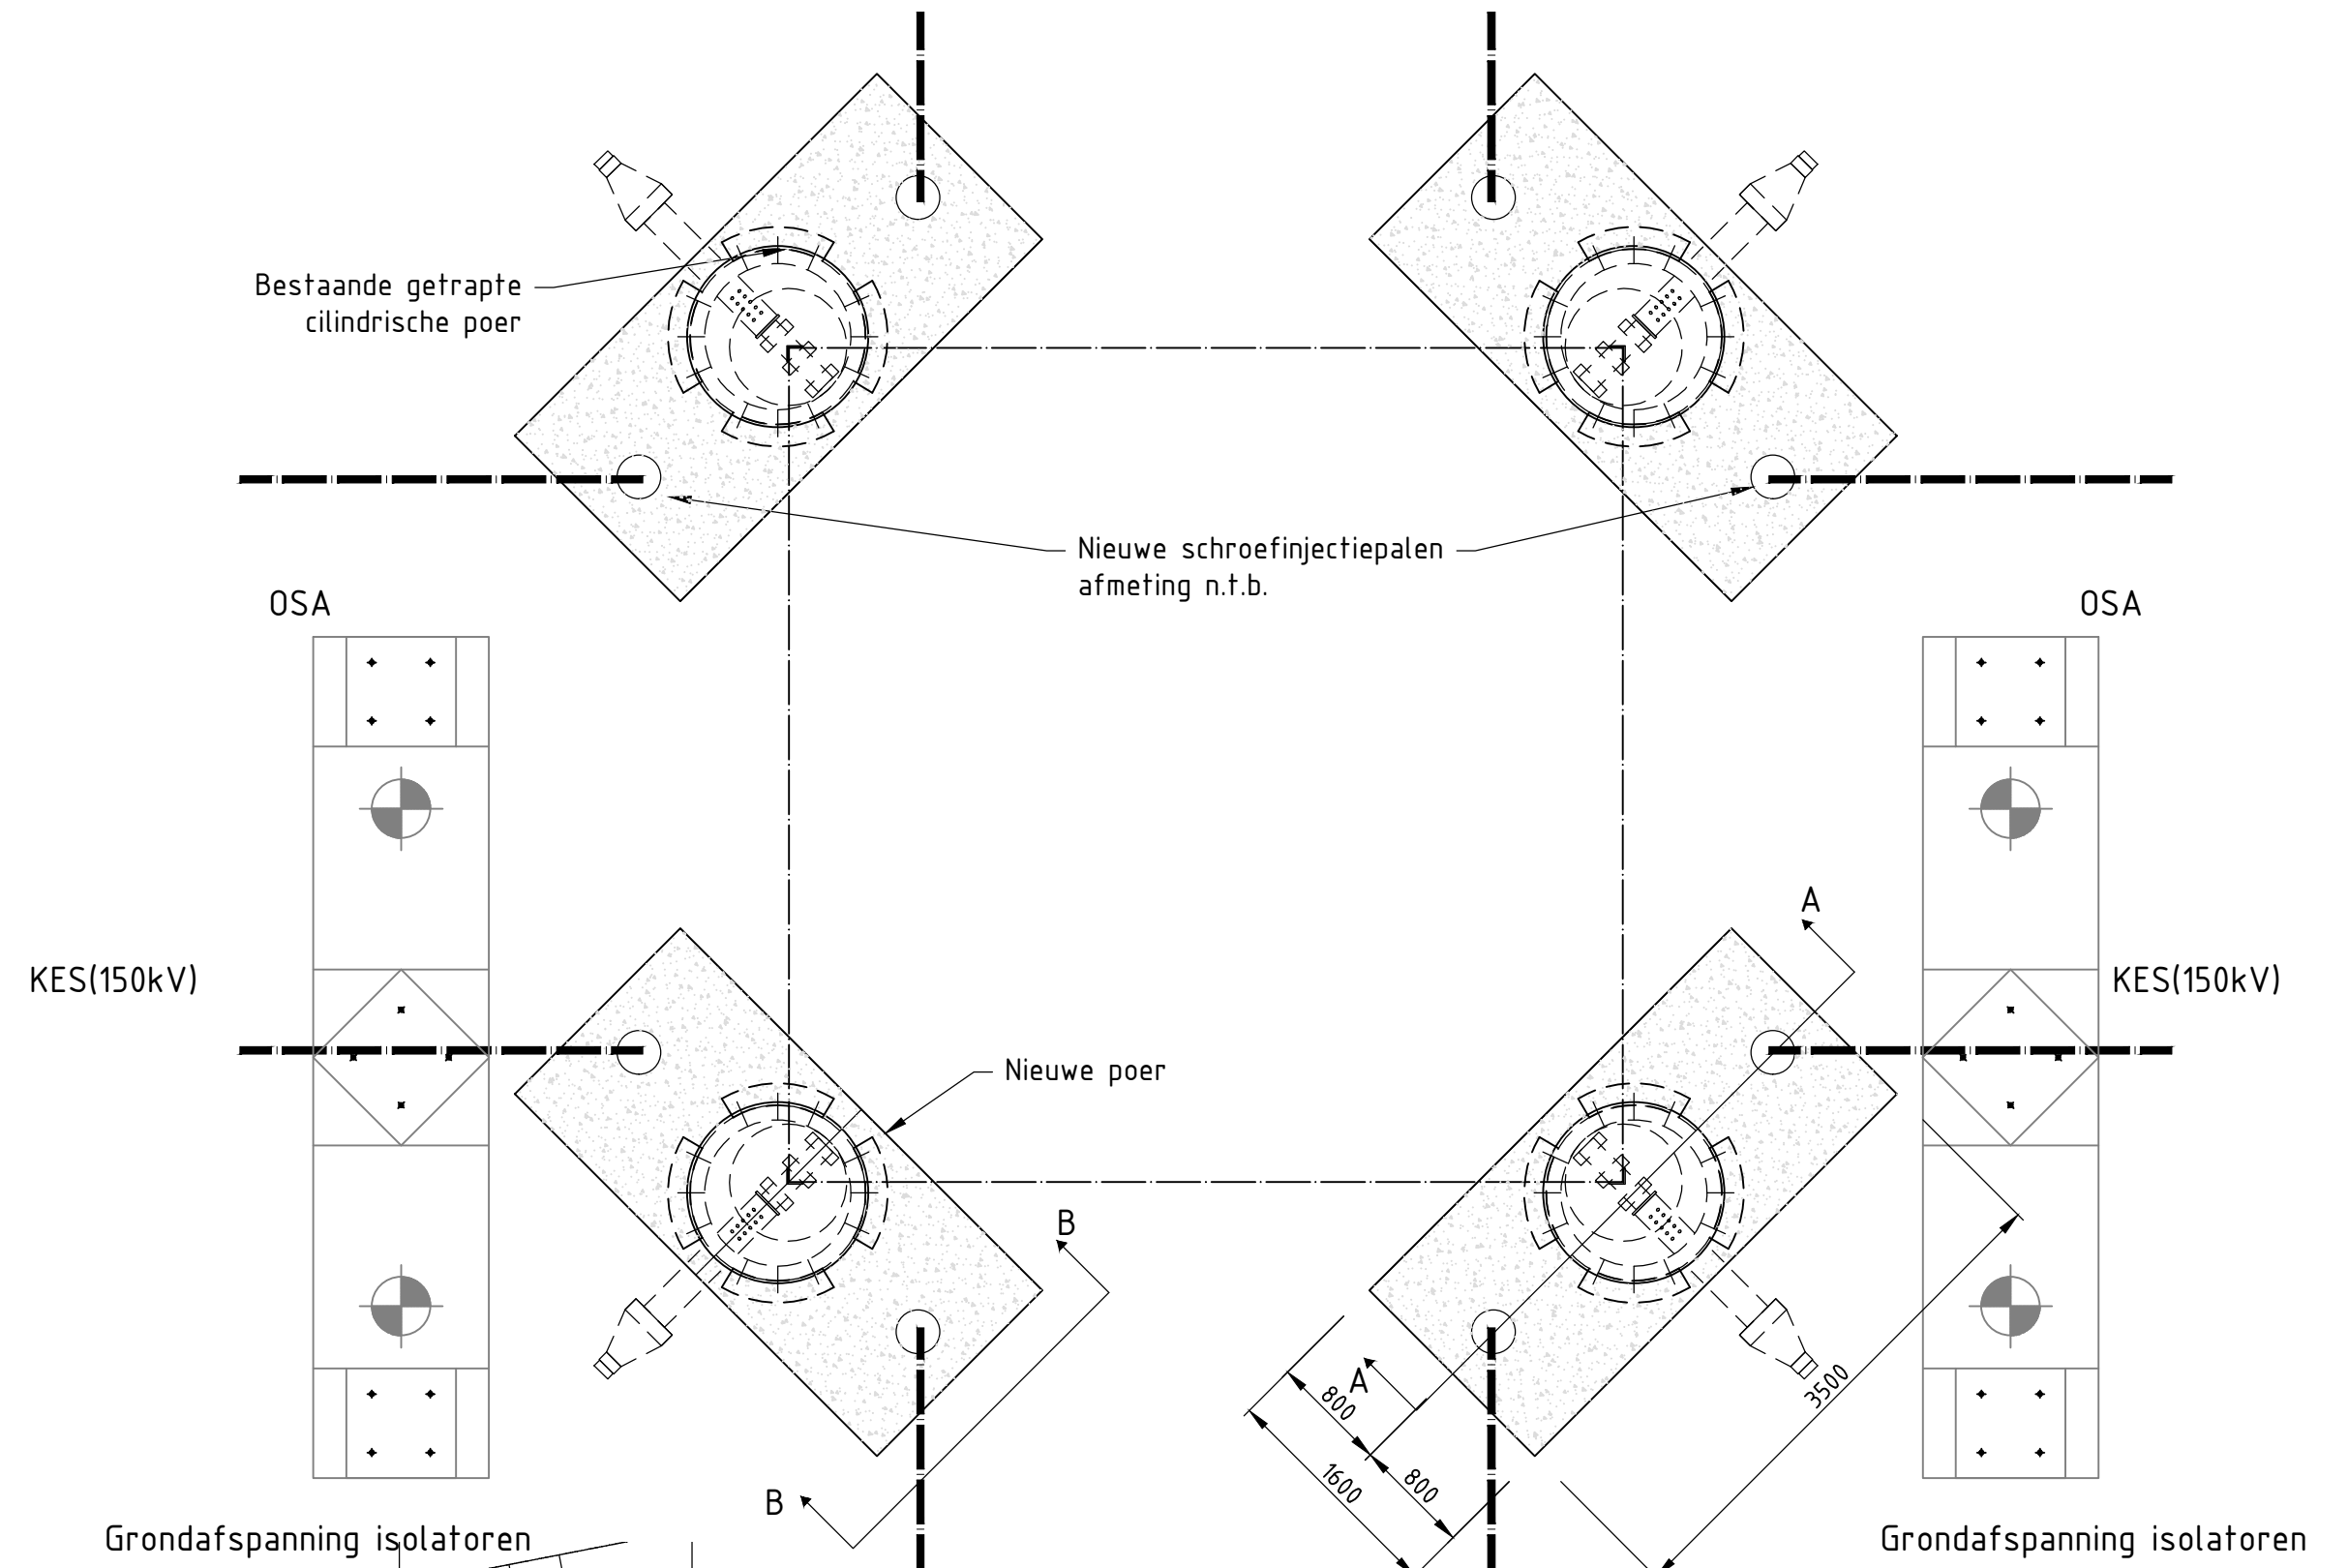 Bestaande getrapte
cilindrische poer
Nieuwe schroefinjectiepalen
afmeting n.t.b.
OSA
OSA
A
KES(150kV)
KES(150kV)
Nieuwe poer
B
A
800
3500
1600
800
B
Grondafspanning isolatoren
Grondafspanning isolatoren